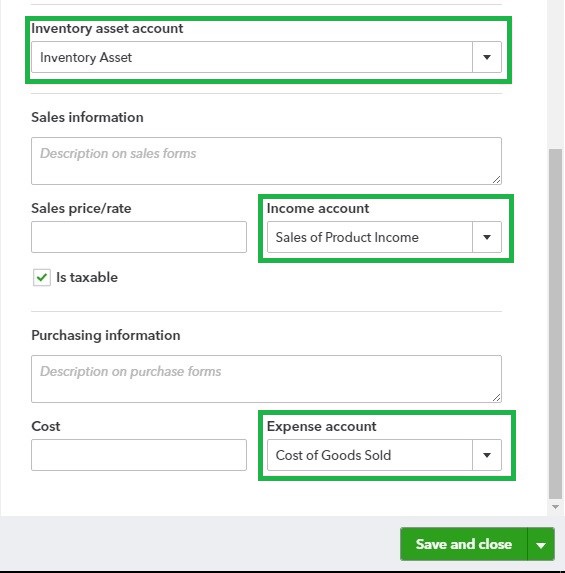 Inventory asset account
Inventory Asset
Sales information
Description on sales forms
Sales price/rate
Income account
Sales of Product Income
Is taxable
Purchasing information
Description on purchase forms
Cost
Expense account
Cost of Goods Sold
Save and close